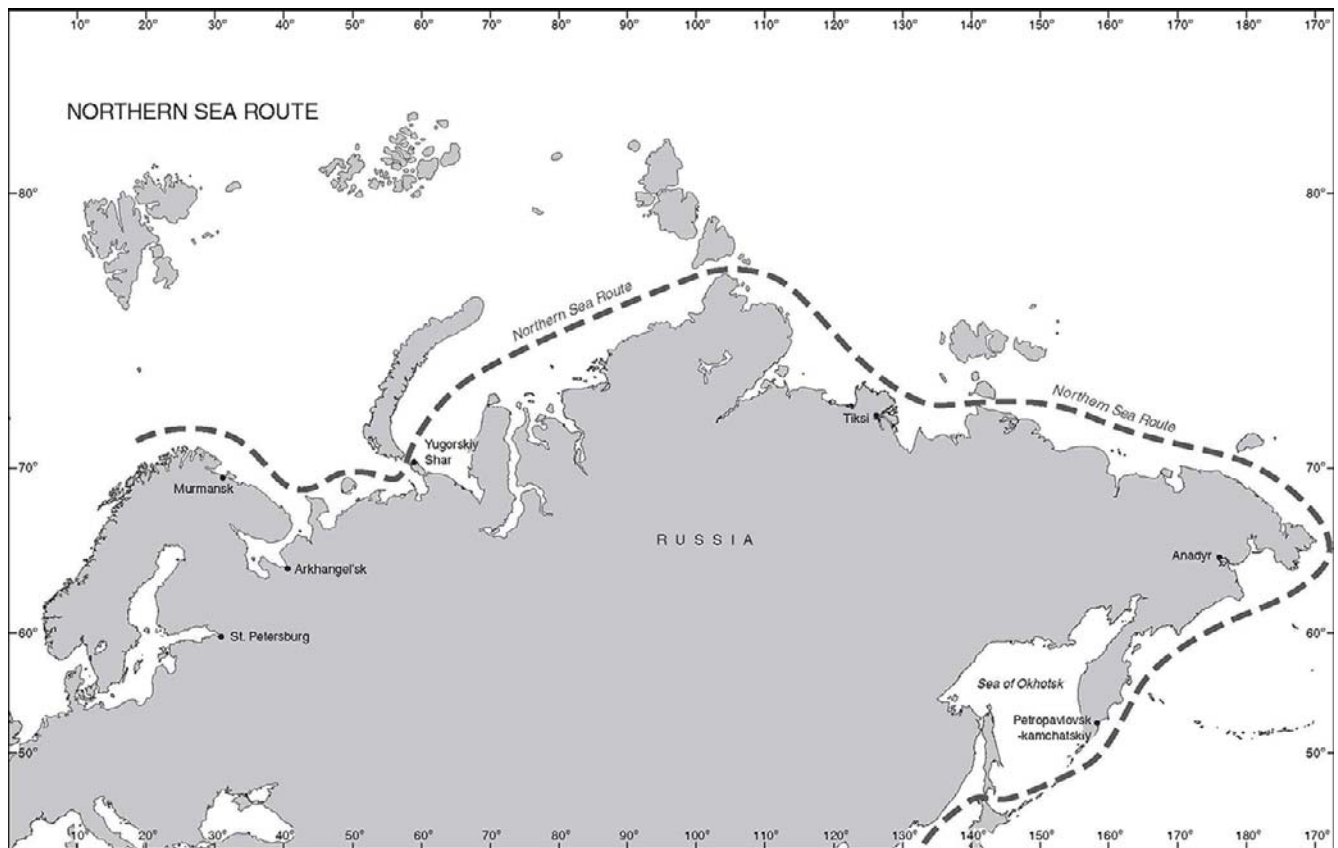 10° 20° 30° 40° 50° 60° 70° 80° 90° 100° 110° 120° 130° 140° 150° 160° 170° 180° 170°
NORTHERN SEA ROUTE
80° 80°
Northern Sea Route
Northern Sea Route
Tiksi
Yugorskiy
Shar
70° 70°
Murmansk
RUSSIA
Anadyr
Arkhangel'sk
60° St. Petersburg 60°
Sea of Okhotsk
Petropavlovsk
-kamchatskiy
50° 50°
10° 20° 30° 40° 50° 60° 70° 80° 90° 100° 110° 120° 130° 140° 150° 160° 170° 180° 170°